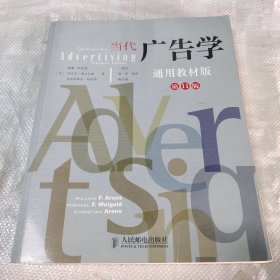 当代
广告学
Contemporary
Advertising
通用教材版
第11版
Adver
tising
WILLIAM F. ARENS
MICHAEL F. WEIGOLD
CHRISTIAN ARENS
人民邮电出版社
POSTS & TELECOM PRESS